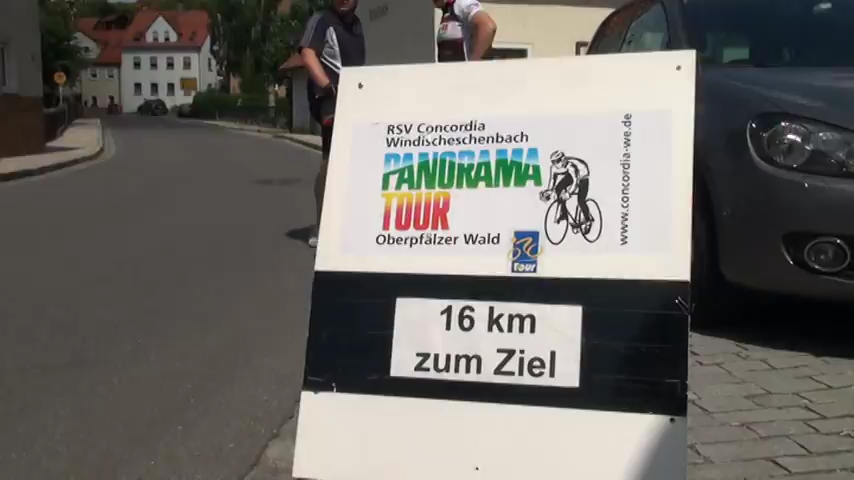 RSV Concordia
Windischeschenbach
PANORAMA
TOUR
Oberpfälzer Wald
Tour
www.concordia-we.de
16 km
zum Ziel